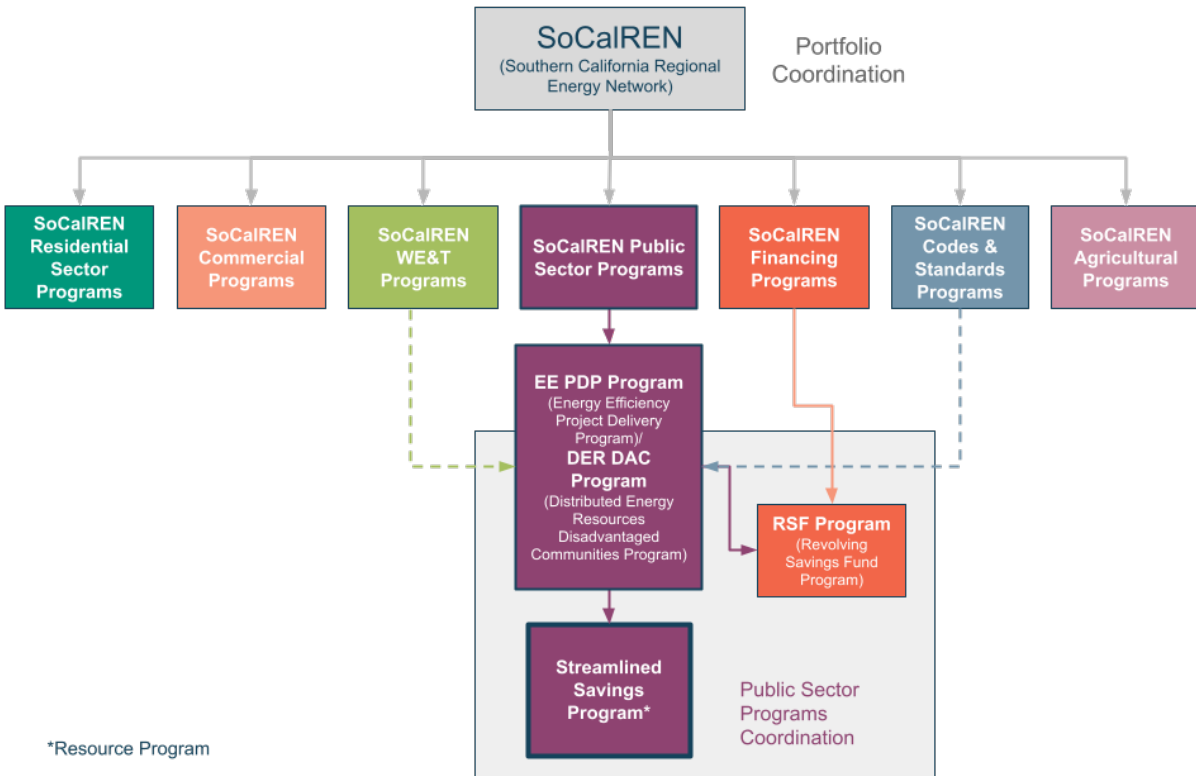 SoCalREN
(Southern California Regional
Energy Network)
Portfolio
Coordination
SoCalREN
Residential
Sector
Programs
SoCalREN
Commercial
Programs
SoCalREN
WE&T
Programs
SoCalREN Public
Sector Programs
SoCalREN
Financing
Programs
SoCalREN
Codes &
Standards
Programs
SoCalREN
Agricultural
Programs
EE PDP Program
(Energy Efficiency
Project Delivery
Program)/
DER DAC
Program
(Distributed Energy
Resources
Disadvantaged
Communities Program)
RSF Program
(Revolving
Savings Fund
Program)
Streamlined
Savings
Program*
Public Sector
Programs
Coordination
*Resource Program